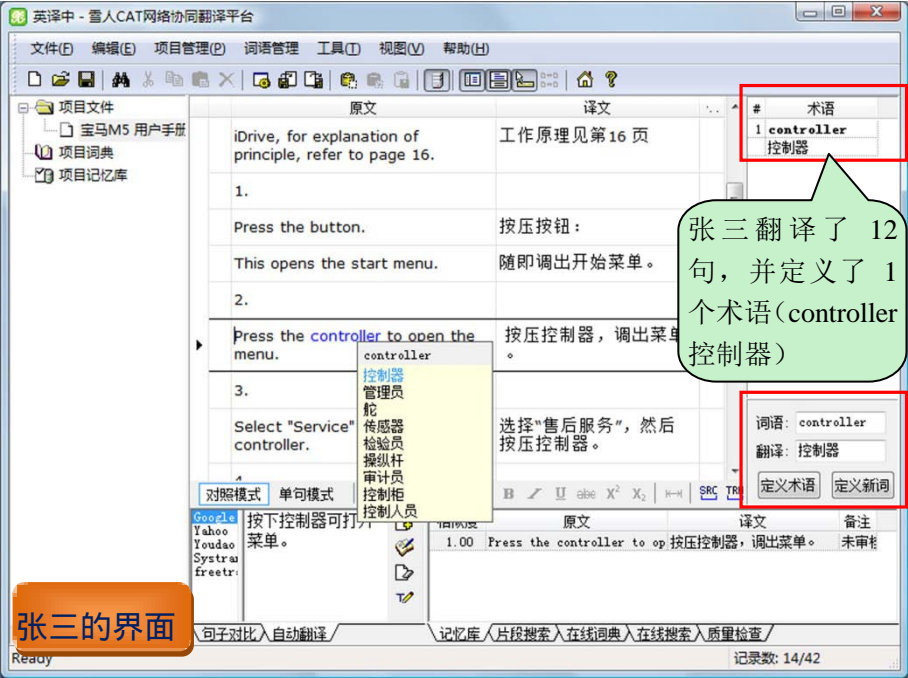 英译中 - 雪人CAT网络协同翻译平台
文件(F) 编辑(E) 项目管理(P) 词语管理 工具(T) 视图(V) 帮助(H)
项目文件
宝马M5 用户手册
项目词典
项目记忆库
原文 译文
iDrive, for explanation of
principle, refer to page 16.
工作原理见第16 页
1.
Press the button.
按压按钮：
This opens the start menu.
随即调出开始菜单。
2.
Press the controller to open the
menu.
按压控制器，调出菜单
。
3.
Select "Service"
controller.
选择“售后服务”，然后
按压控制器。
controller
控制器
管理员
舵
传感器
检验员
操纵杆
审计员
控制柜
控制人员
# 术语
1 controller
控制器
张三翻译了 12
句，并定义了 1
个术语（controller
控制器）
词语: controller
翻译: 控制器
定义术语 定义新词
对照模式 单句模式
B I U abc X² X₂ SRC
Google
Yahoo
Youdao
Systra
freetr
按下控制器可打开
菜单。
相似度 原文 译文 备注
1.00 Press the controller to op 按压控制器，调出菜单。 未审核
句子对比 自动翻译
记忆库 片段搜索 在线词典 在线搜索 质里检查
张三的界面
Ready
记录数: 14/42